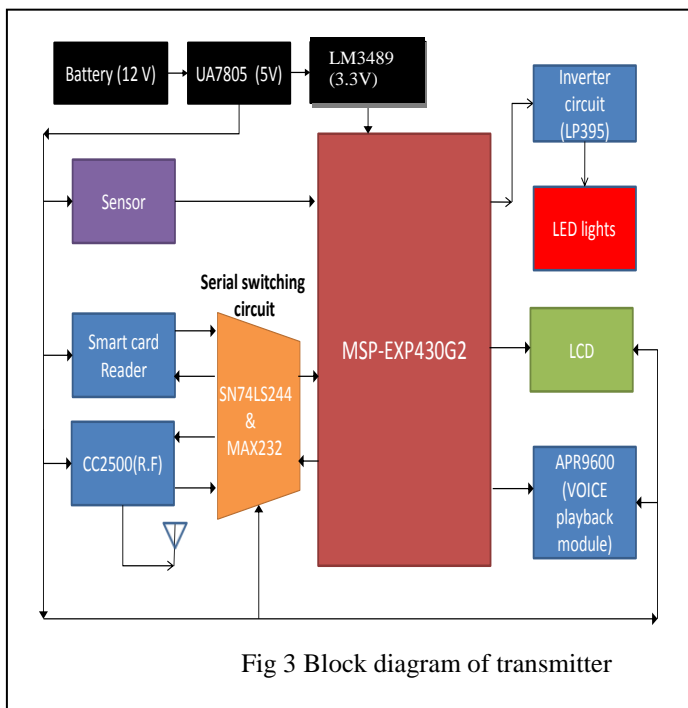 Battery (12 V)
UA7805 (5V)
LM3489
(3.3V)
Inverter
circuit
(LP395)
Sensor
LED lights
Serial switching
circuit
Smart card
Reader
SN74LS244
&
MAX232
MSP-EXP430G2
LCD
CC2500(R.F)
APR9600
(VOICE
playback
module)
Fig 3 Block diagram of transmitter